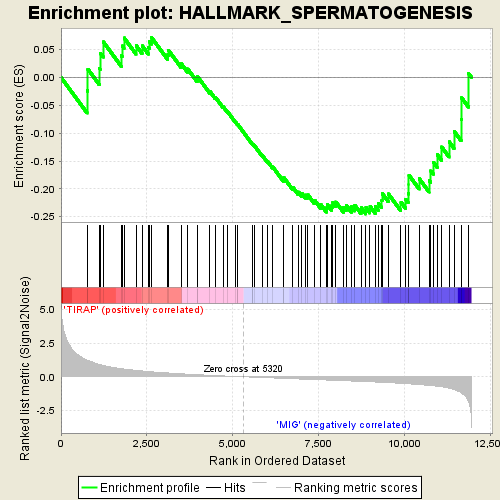 Enrichment plot: HALLMARK_SPERMATOGENESIS
Enrichment score (ES)
0.05
0.00
-0.05
-0.10
-0.15
-0.20
-0.25
'TIRAP' (positively correlated)
Ranked list metric (Signal2Noise)
5.0
2.5
0.0
-2.5
Zero cross at 5320
'MIG' (negatively correlated)
0 2,500 5,000 7,500 10,000 12,500
Rank in Ordered Dataset
Enrichment profile Hits Ranking metric scores